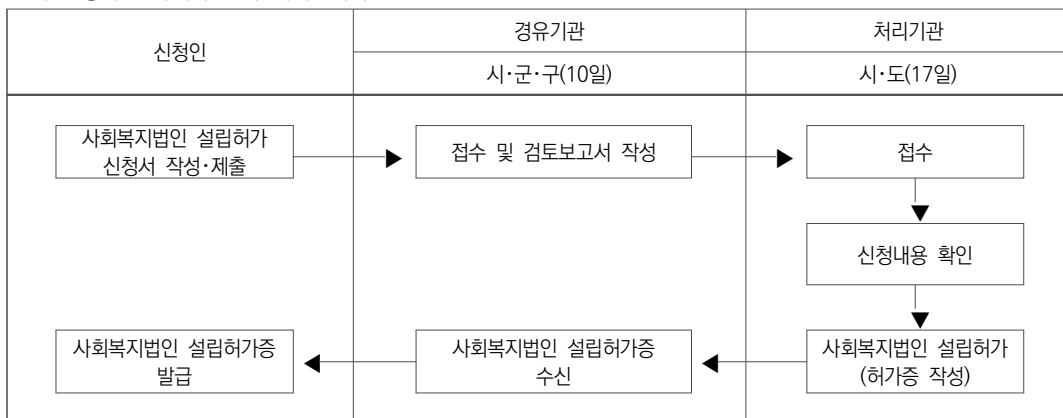 신청인
경유기관
처리기관
시·군·구(10일)
시·도(17일)
사회복지법인 설립허가
신청서 작성·제출
접수 및 검토보고서 작성
접수
신청내용 확인
사회복지법인 설립허가증
발급
사회복지법인 설립허가증
수신
사회복지법인 설립허가
(허가증 작성)